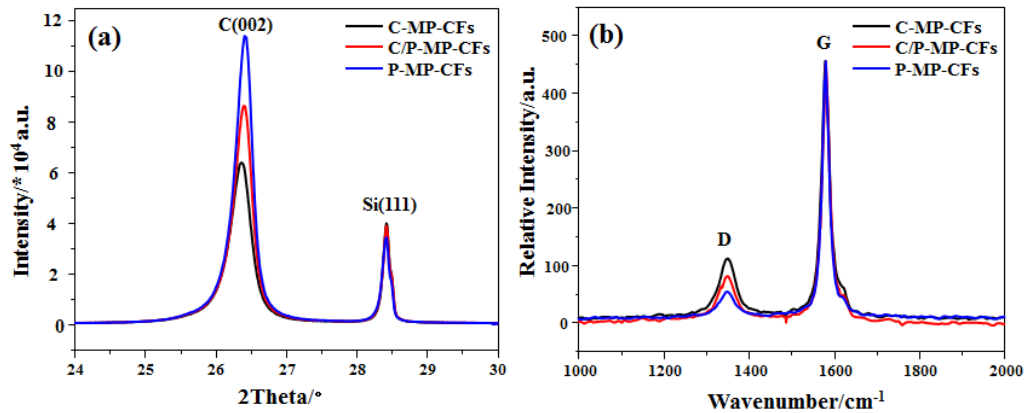 (a)
C(002)
C-MP-CFs
C/P-MP-CFs
P-MP-CFs
Si(111)
12
10
8
6
4
2
0
Intensity/*10⁴a.u.
24
25
26
27
28
29
30
2Theta/°
(b)
G
C-MP-CFs
C/P-MP-CFs
P-MP-CFs
D
500
400
300
200
100
0
Relative Intensity/a.u.
1000
1200
1400
1600
1800
2000
Wavenumber/cm⁻¹